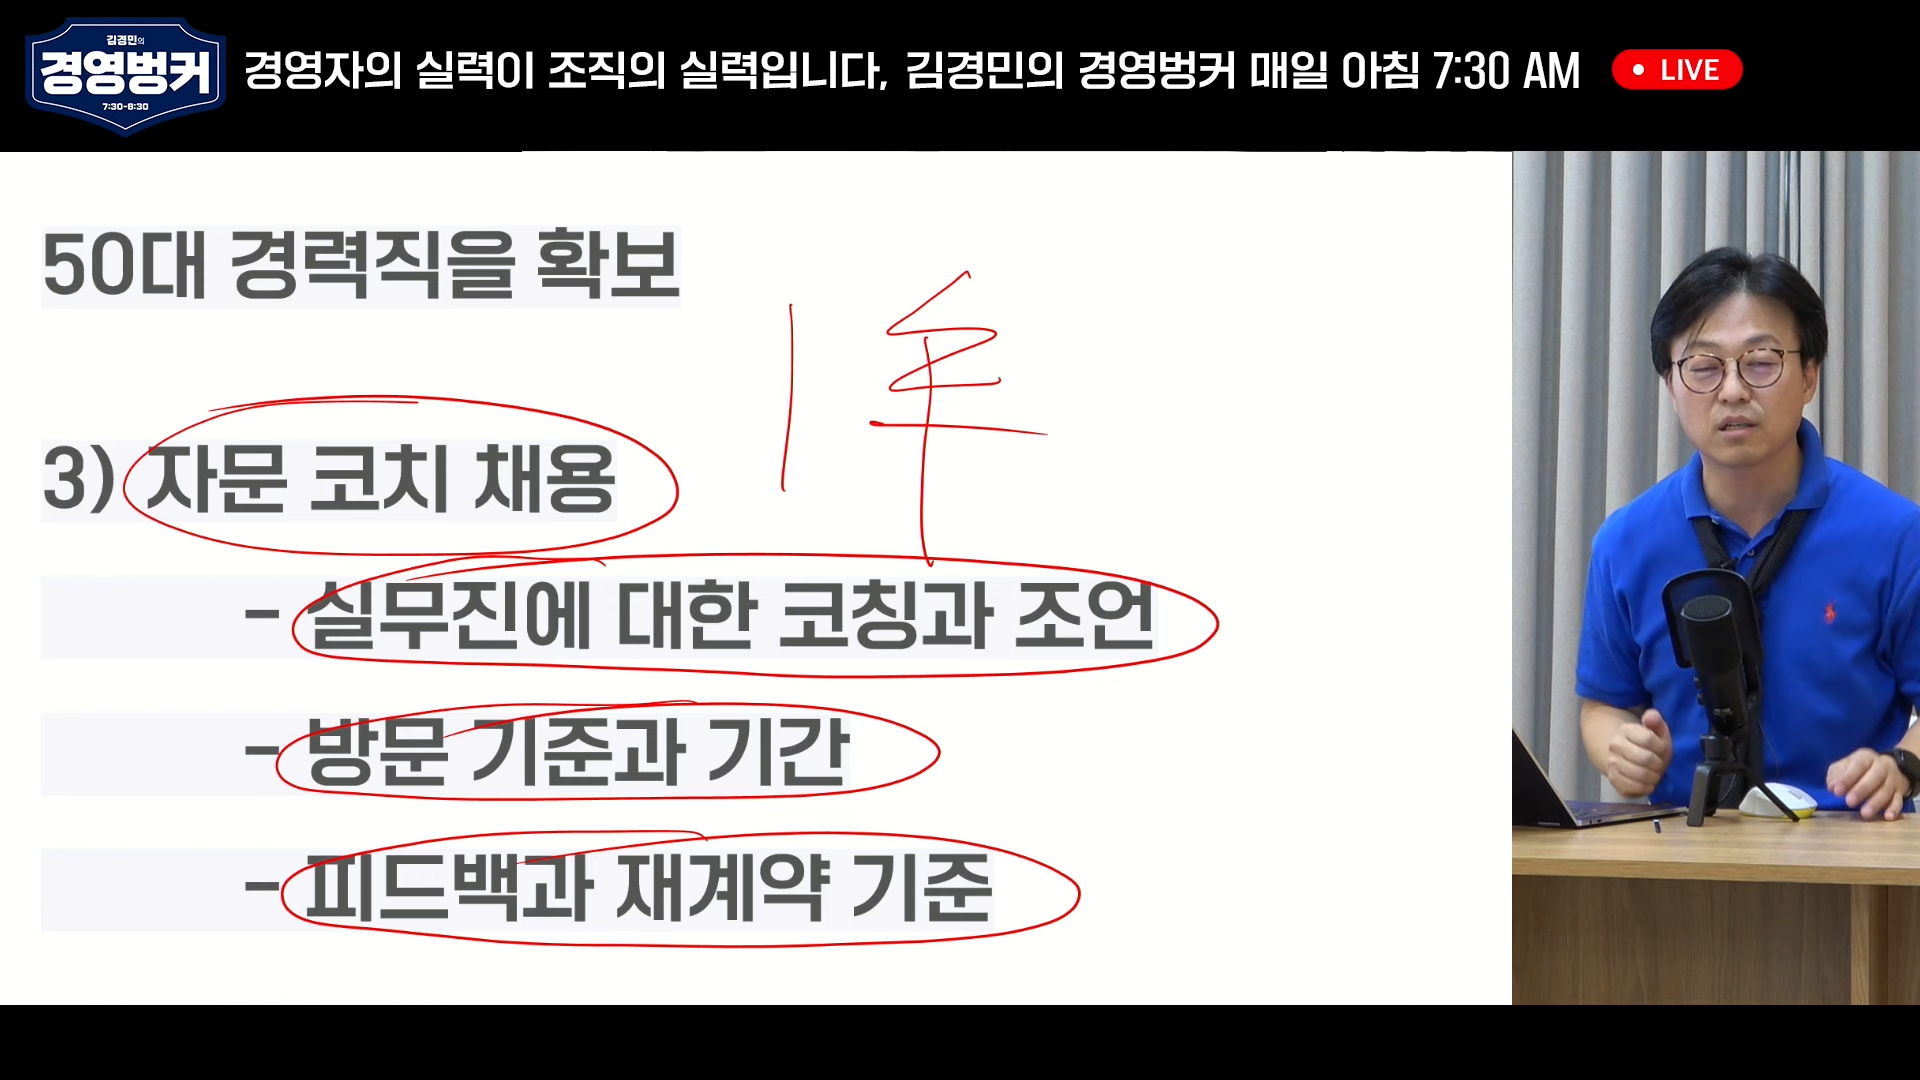 김경민의
경영벙커
7:30-8:30
경영자의 실력이 조직의 실력입니다, 김경민의 경영벙커 매일 아침 7:30 AM
LIVE
50대 경력직을 확보
1年
3) 자문 코치 채용
- 실무진에 대한 코칭과 조언
- 방문 기준과 기간
- 피드백과 재계약 기준